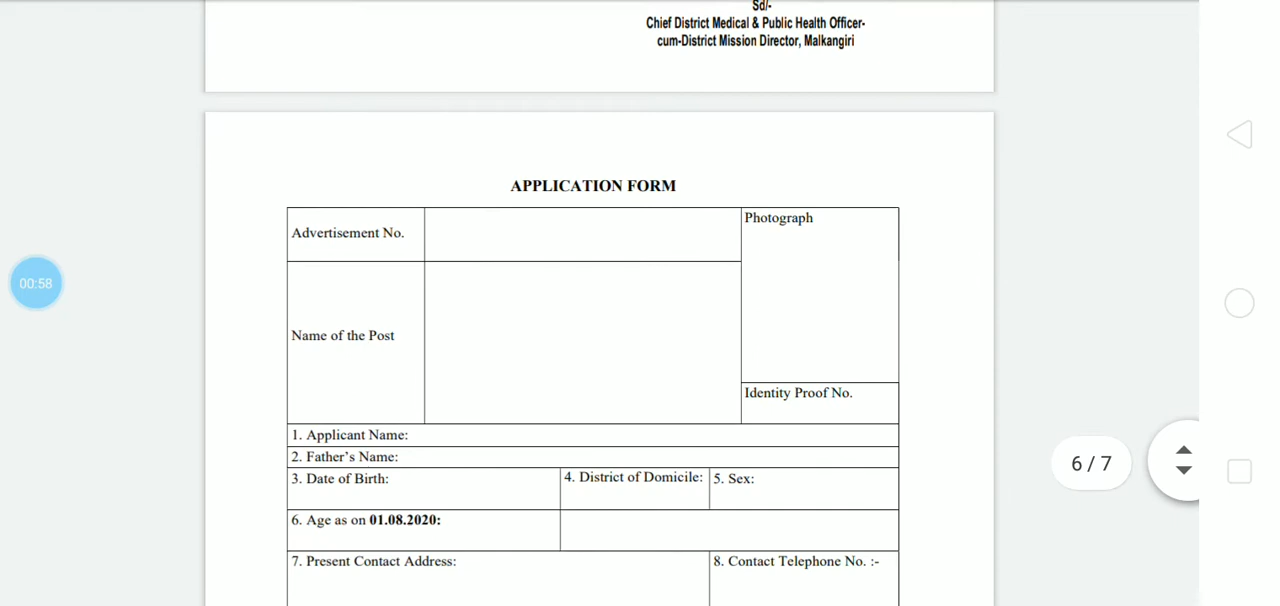 Sd/-
Chief District Medical & Public Health Officer-
cum-District Mission Director, Malkangiri
APPLICATION FORM
Advertisement No.
Photograph
00:58
Name of the Post
Identity Proof No.
1. Applicant Name:
2. Father's Name:
3. Date of Birth:
4. District of Domicile:
5. Sex:
6. Age as on 01.08.2020:
7. Present Contact Address:
8. Contact Telephone No. :-
6 / 7